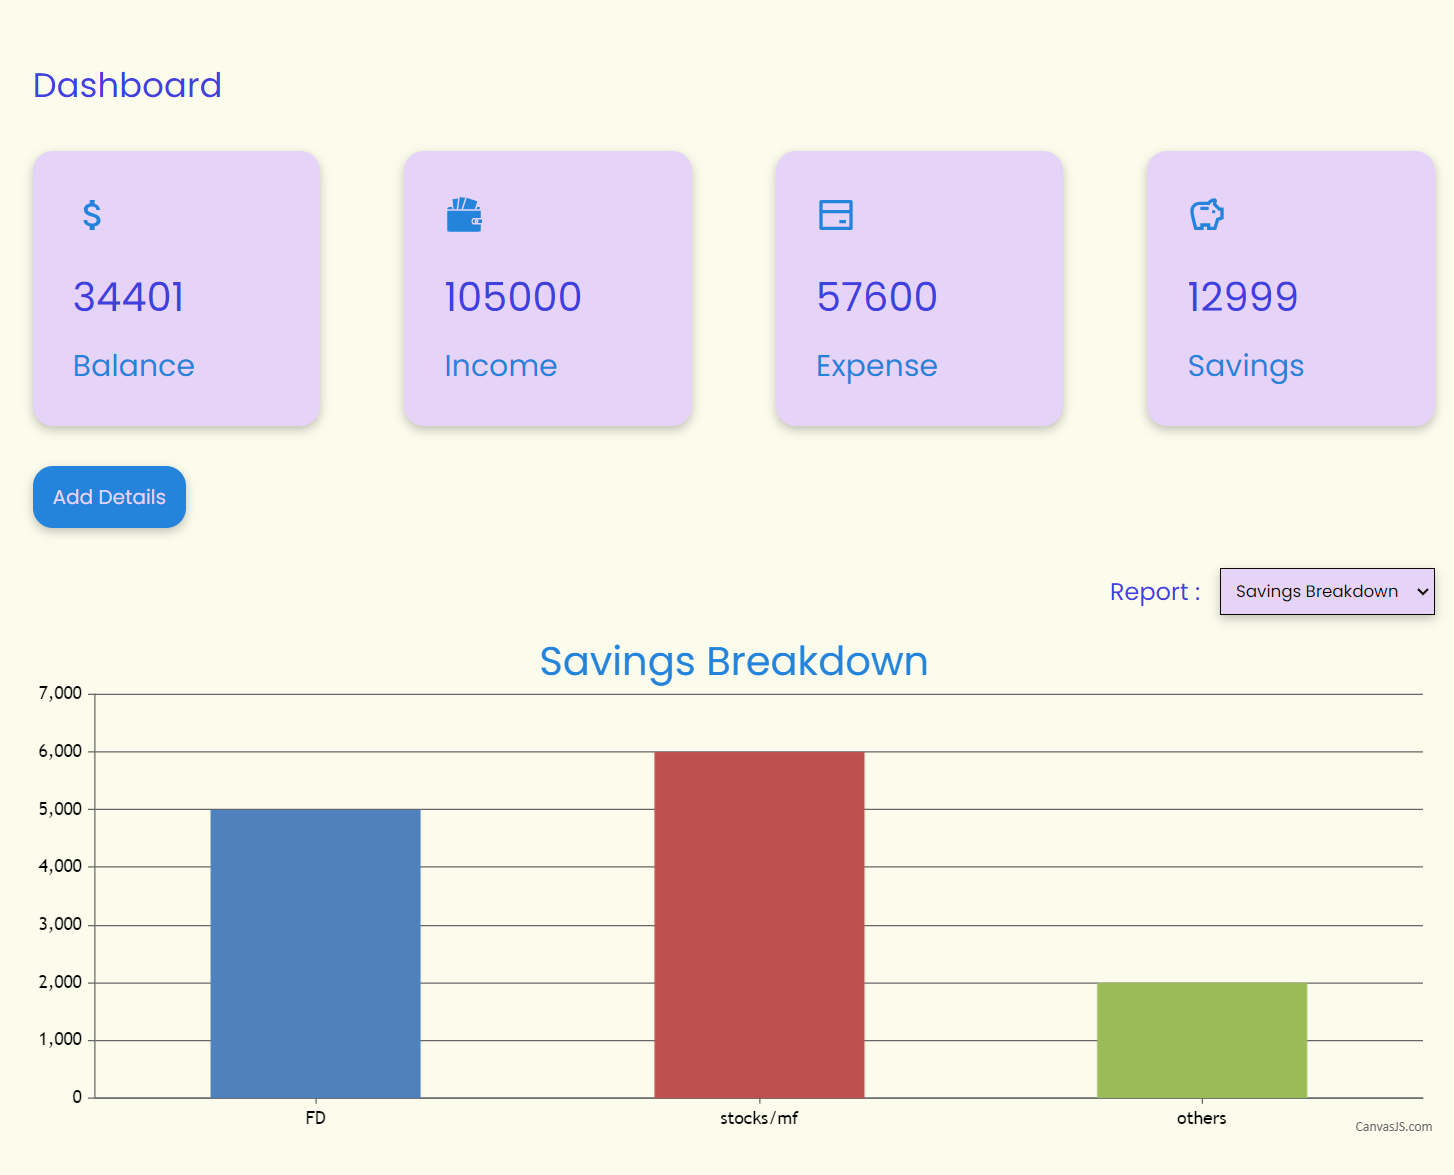 Dashboard
$
34401
105000
57600
12999
Balance
Income
Expense
Savings
Add Details
Report :
Savings Breakdown
Savings Breakdown
7,000
6,000
5,000
4,000
3,000
2,000
1,000
0
FD
stocks/mf
others
CanvasJS.com